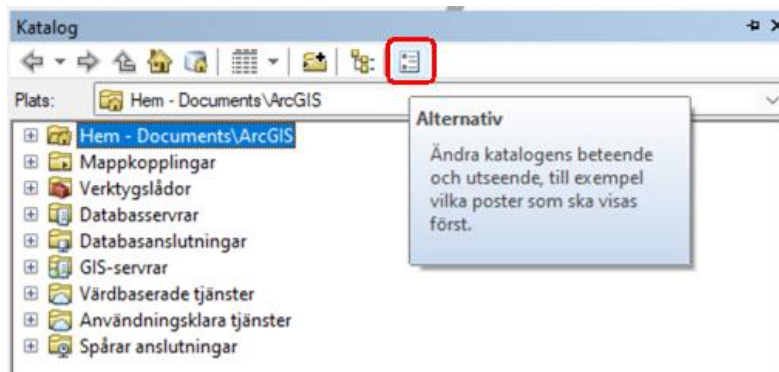 Katalog
Plats:
Hem - Documents\ArcGIS
Hem - Documents\ArcGIS
Mappkopplingar
Verktygslådor
Databasservrar
Databasanslutningar
GIS-servrar
Värdbaserade tjänster
Användningsklara tjänster
Spårar anslutningar
Alternativ
Ändra katalogens beteende
och utseende, till exempel
vilka poster som ska visas
först.